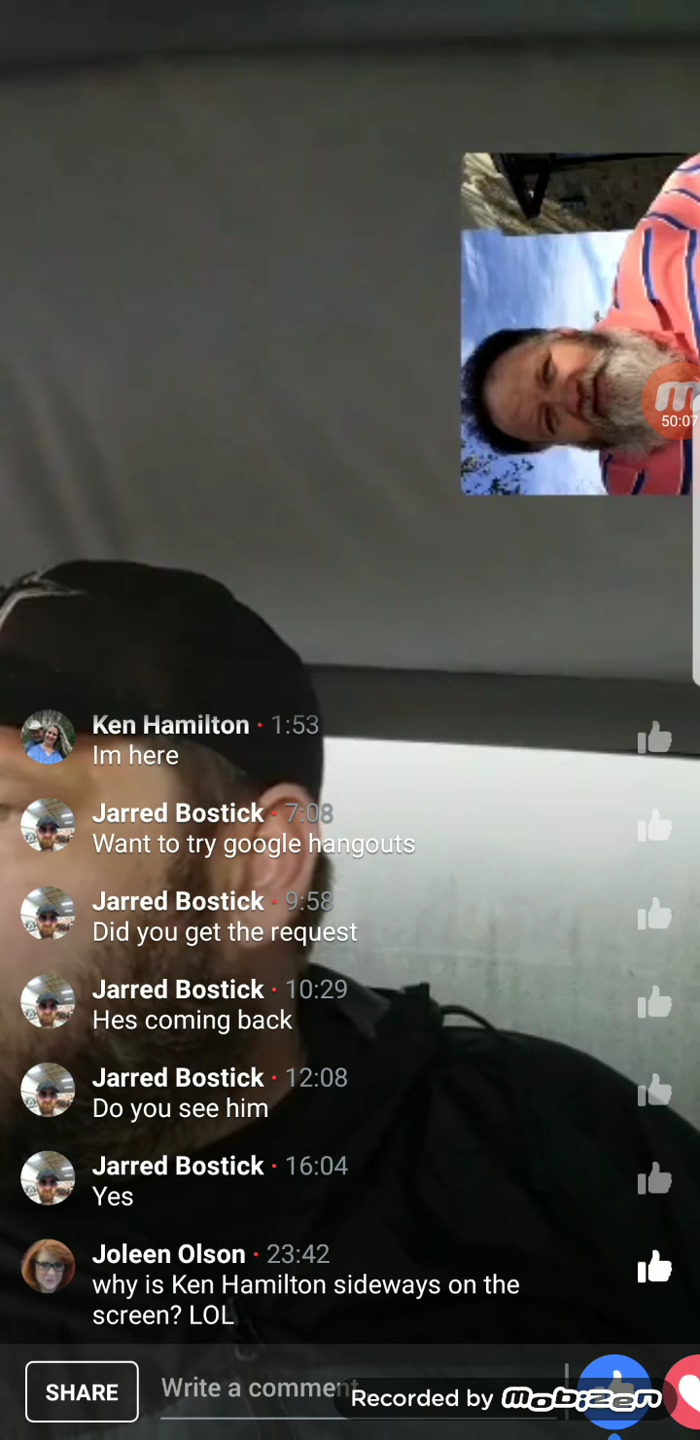 50:07
Ken Hamilton · 1:53
Im here
Jarred Bostick · 7:08
Want to try google hangouts
Jarred Bostick · 9:58
Did you get the request
Jarred Bostick · 10:29
Hes coming back
Jarred Bostick · 12:08
Do you see him
Jarred Bostick · 16:04
Yes
Joleen Olson · 23:42
why is Ken Hamilton sideways on the
screen? LOL
SHARE
Write a comment
Recorded by mobizen